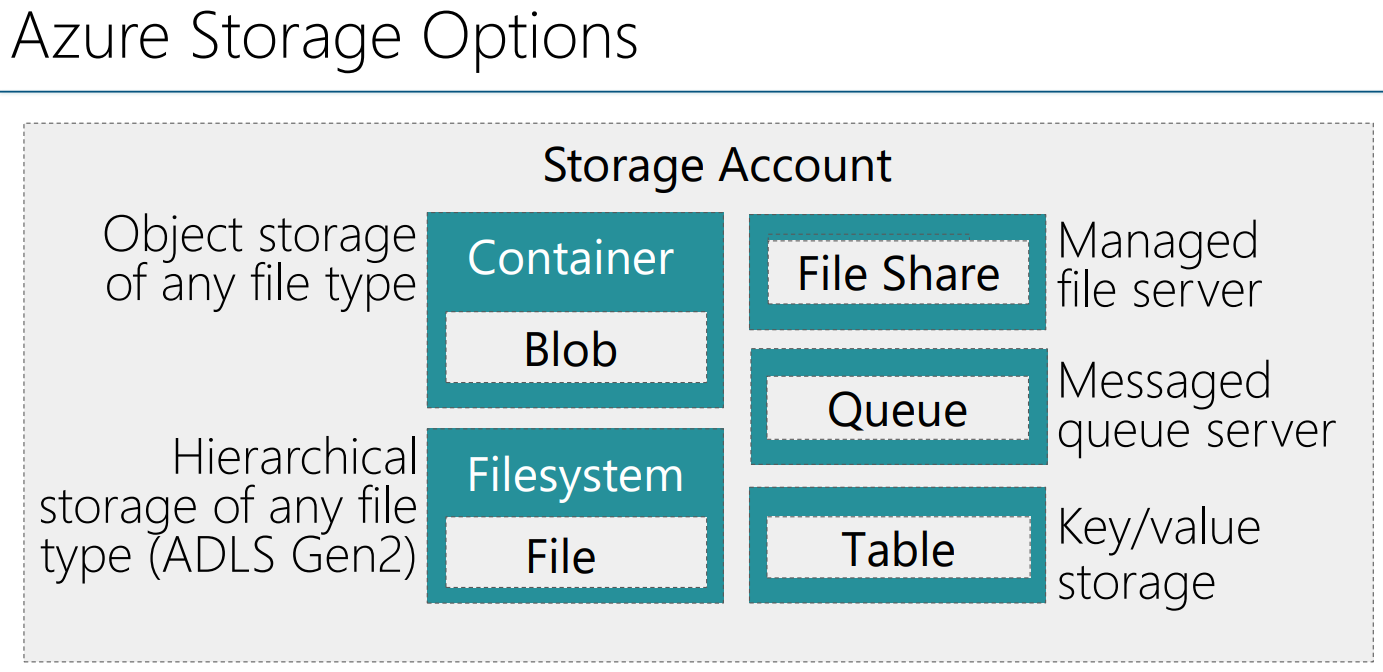 Azure Storage Options
Storage Account
Object storage
of any file type
Container
Blob
Hierarchical
storage of any file
type (ADLS Gen2)
Filesystem
File
File Share
Managed
file server
Queue
Messaged
queue server
Table
Key/value
storage